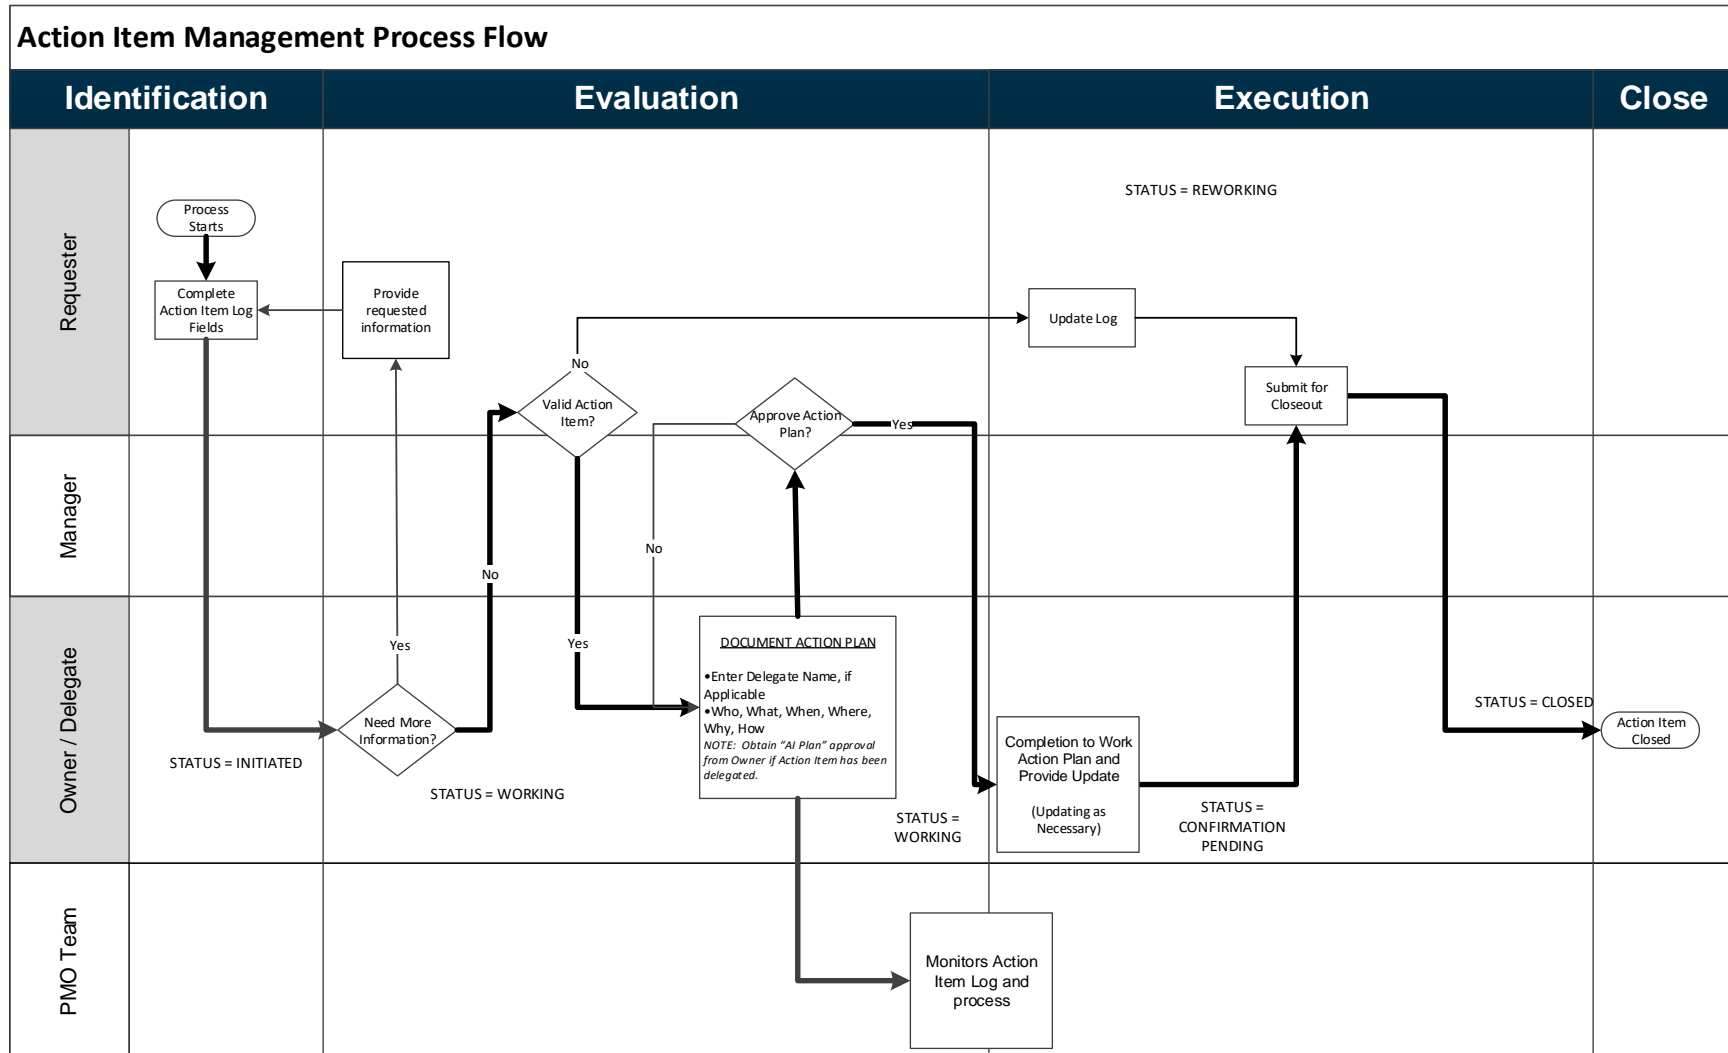 Action Item Management Process Flow
Identification
Evaluation
Execution
Close
Requester
Process
Starts
Complete
Action Item Log
Fields
Provide
requested
information
No
Valid Action
Item?
Approve Action
Plan?
Yes
STATUS = REWORKING
Update Log
Submit for
Closeout
Manager
No
No
Owner / Delegate
STATUS = INITIATED
Yes
Need More
Information?
STATUS = WORKING
Yes
DOCUMENT ACTION PLAN
•Enter Delegate Name, if
Applicable
•Who, What, When, Where,
Why, How
NOTE: Obtain “AI Plan” approval
from Owner if Action Item has been
delegated.
STATUS =
WORKING
Completion to Work
Action Plan and
Provide Update
(Updating as
Necessary)
STATUS =
CONFIRMATION
PENDING
STATUS = CLOSED
Action Item
Closed
PMO Team
Monitors Action
Item Log and
process